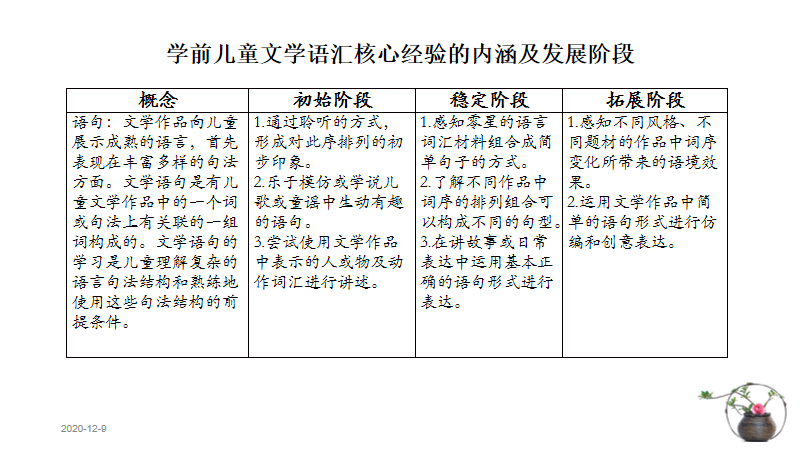 学前儿童文学语汇核心经验的内涵及发展阶段
概念
初始阶段
稳定阶段
拓展阶段
语句：文学作品向儿童
展示成熟的语言，首先
表现在丰富多样的句法
方面。文学语句是有儿
童文学作品中的一个词
或句法上有关联的一组
词构成的。文学语句的
学习是儿童理解复杂的
语言句法结构和熟练地
使用这些句法结构的前
提条件。
1.通过聆听的方式，
形成对此序排列的初
步印象。
2.乐于模仿或学说儿
歌或童谣中生动有趣
的语句。
3.尝试使用文学作品
中表示的人或物及动
作词汇进行讲述。
1.感知零星的语言
词汇材料组合成简
单句子的方式。
2.了解不同作品中
词序的排列组合可
以构成不同的句型。
3.在讲故事或日常
表达中运用基本正
确的语句形式进行
表达。
1.感知不同风格、不
同题材的作品中词序
变化所带来的语境效
果。
2.运用文学作品中简
单的语句形式进行仿
编和创意表达。
2020-12-9